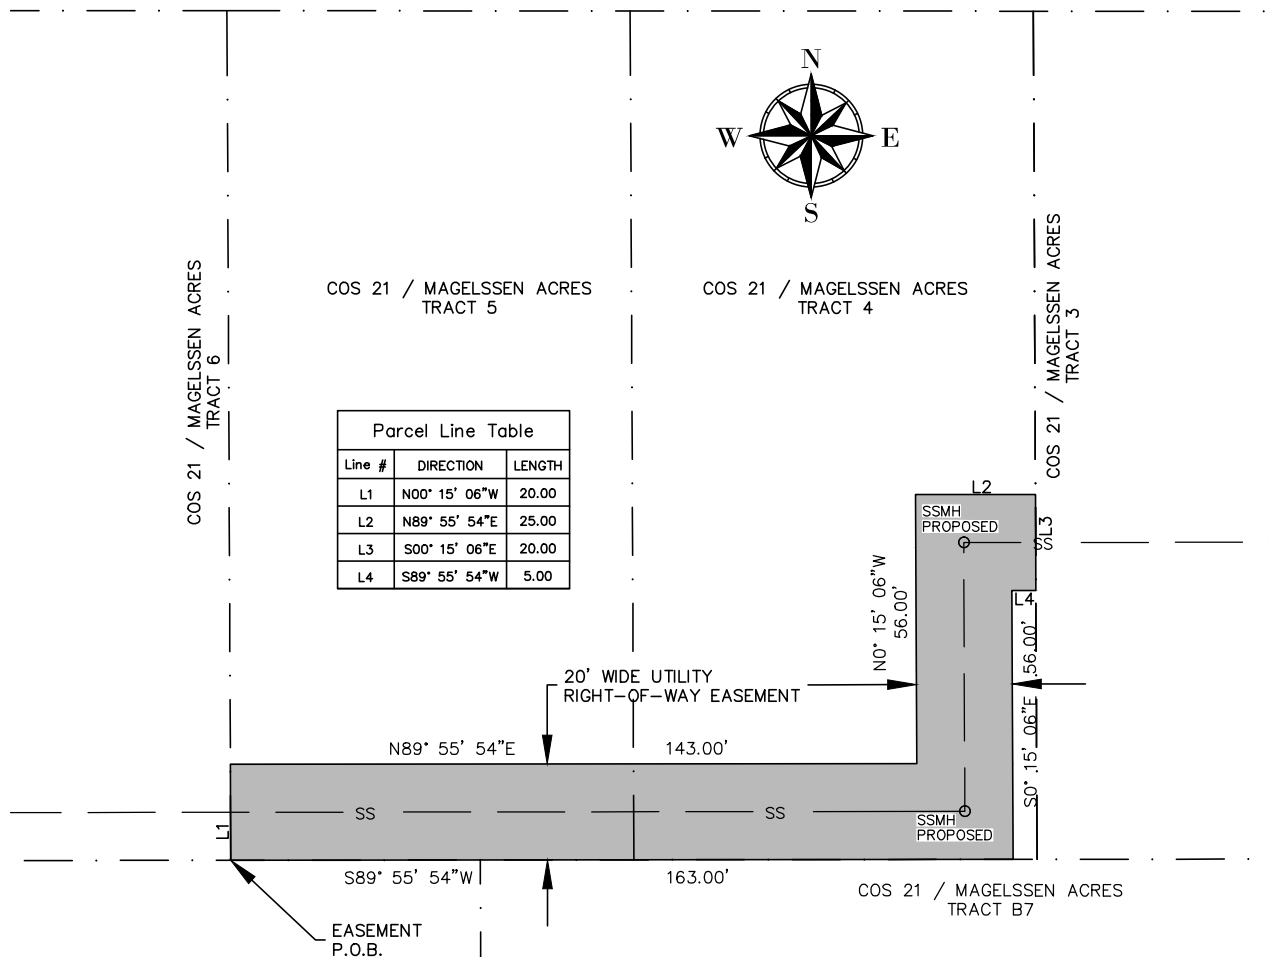 N
W
E
S
COS 21 / MAGELSSEN ACRES
TRACT 6
COS 21 / MAGELSSEN ACRES
TRACT 5
COS 21 / MAGELSSEN ACRES
TRACT 4
COS 21 / MAGELSSEN ACRES
TRACT 3
Parcel Line Table
Line # DIRECTION LENGTH
L1 N00° 15' 06"W 20.00
L2 N89° 55' 54"E 25.00
L3 S00° 15' 06"E 20.00
L4 S89° 55' 54"W 5.00
L2
SSMH
PROPOSED
L3
SS
L4
N0° 15' 06"W
56.00'
S0° 15' 06"E 56.00'
20' WIDE UTILITY
RIGHT-OF-WAY EASEMENT
N89° 55' 54"E 143.00'
L1
SS
SS
SSMH
PROPOSED
S89° 55' 54"W 163.00'
COS 21 / MAGELSSEN ACRES
TRACT B7
EASEMENT
P.O.B.